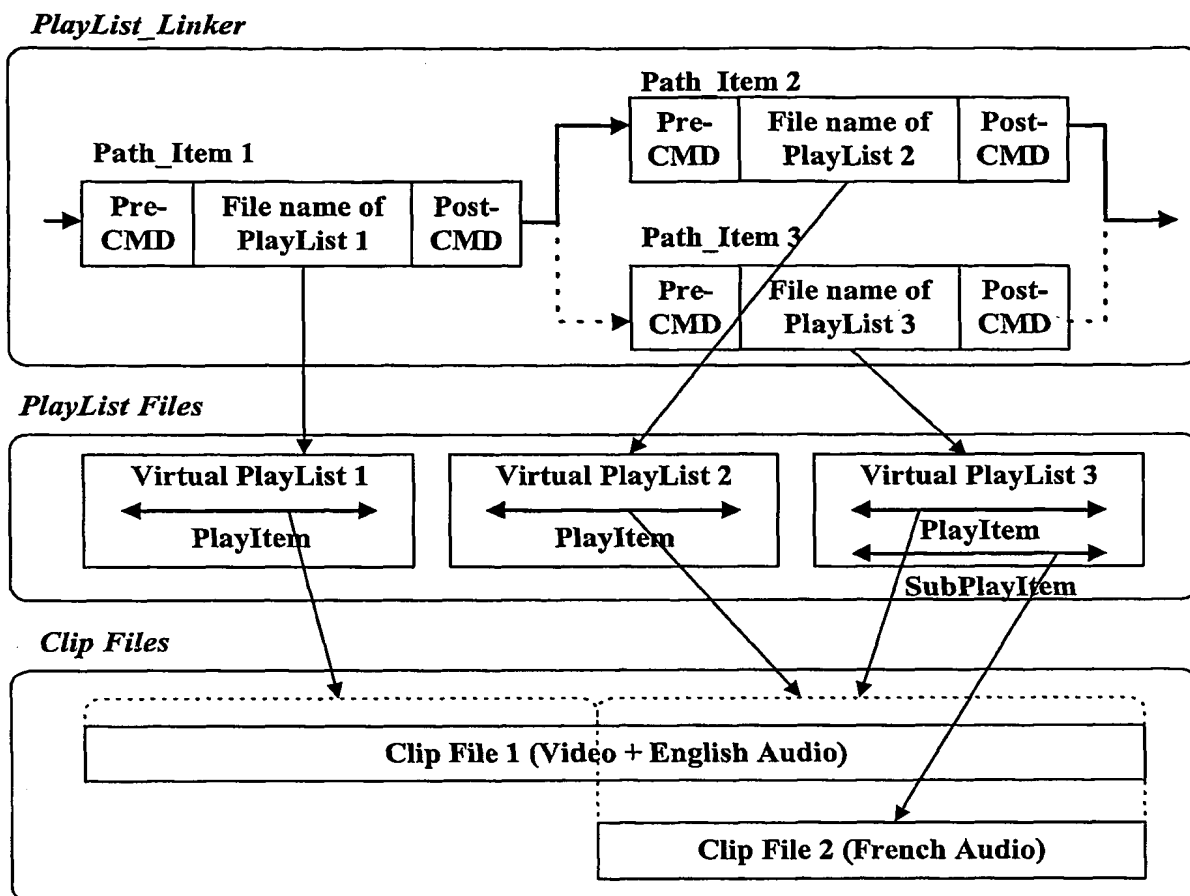 PlayList_Linker
Path_Item 1
Pre-
CMD
File name of
PlayList 1
Post-
CMD
Path_Item 2
Pre-
CMD
File name of
PlayList 2
Post-
CMD
Path_Item 3
Pre-
CMD
File name of
PlayList 3
Post-
CMD
PlayList Files
Virtual PlayList 1
PlayItem
Virtual PlayList 2
PlayItem
Virtual PlayList 3
PlayItem
SubPlayItem
Clip Files
Clip File 1 (Video + English Audio)
Clip File 2 (French Audio)